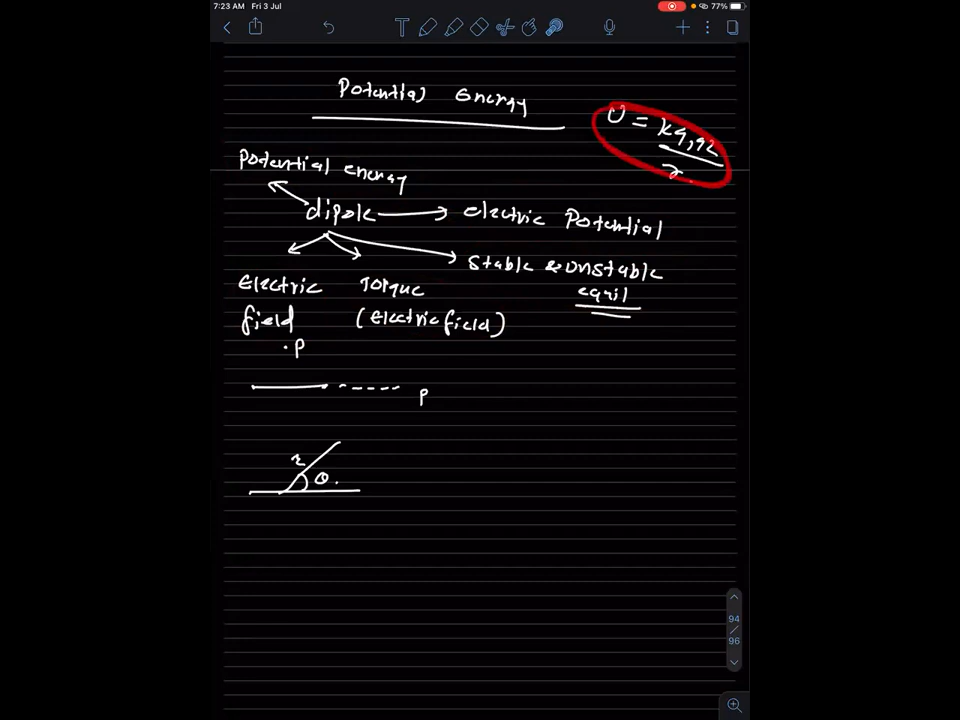 7:23 AM Fri 3 Jul
77%
Potential Energy
U = kq1q2
r
Potential energy
dipole
electric Potential
Stable & unstable
equil
Electric
field
Torque
(Electric field)
.P
P
r
θ.
94
/
96